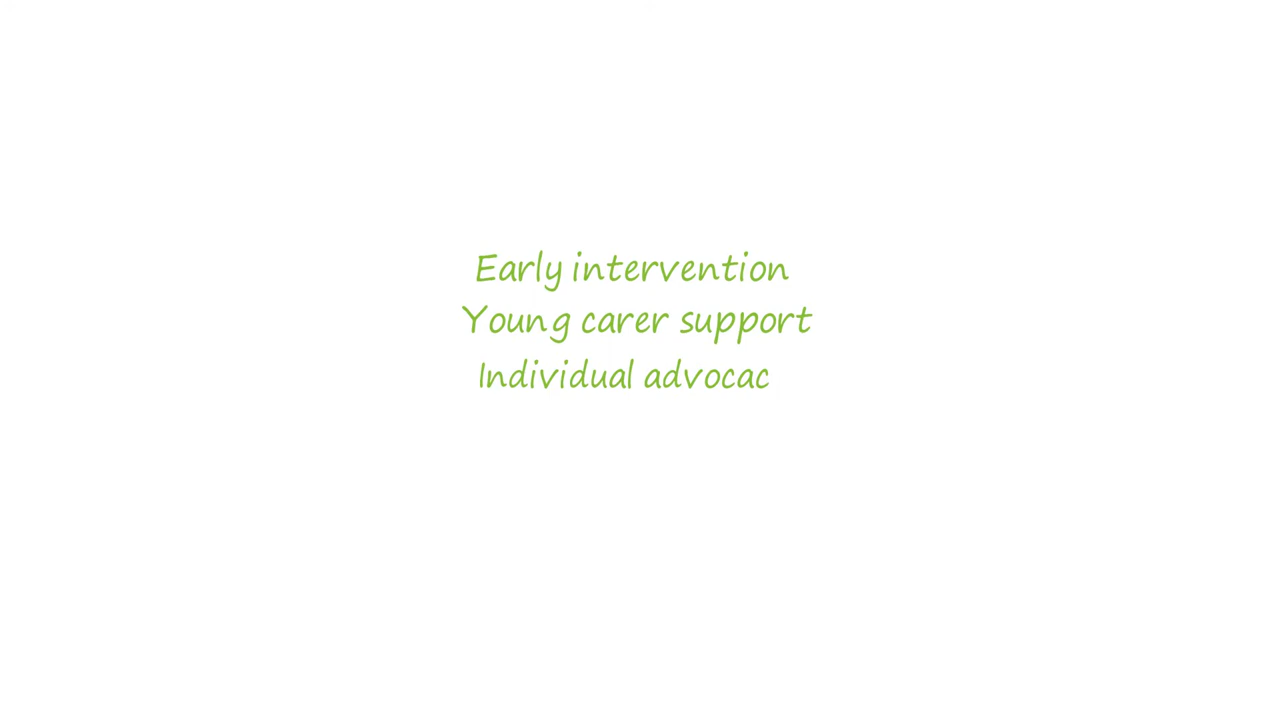 Early intervention
Young carer support
Individual advocac